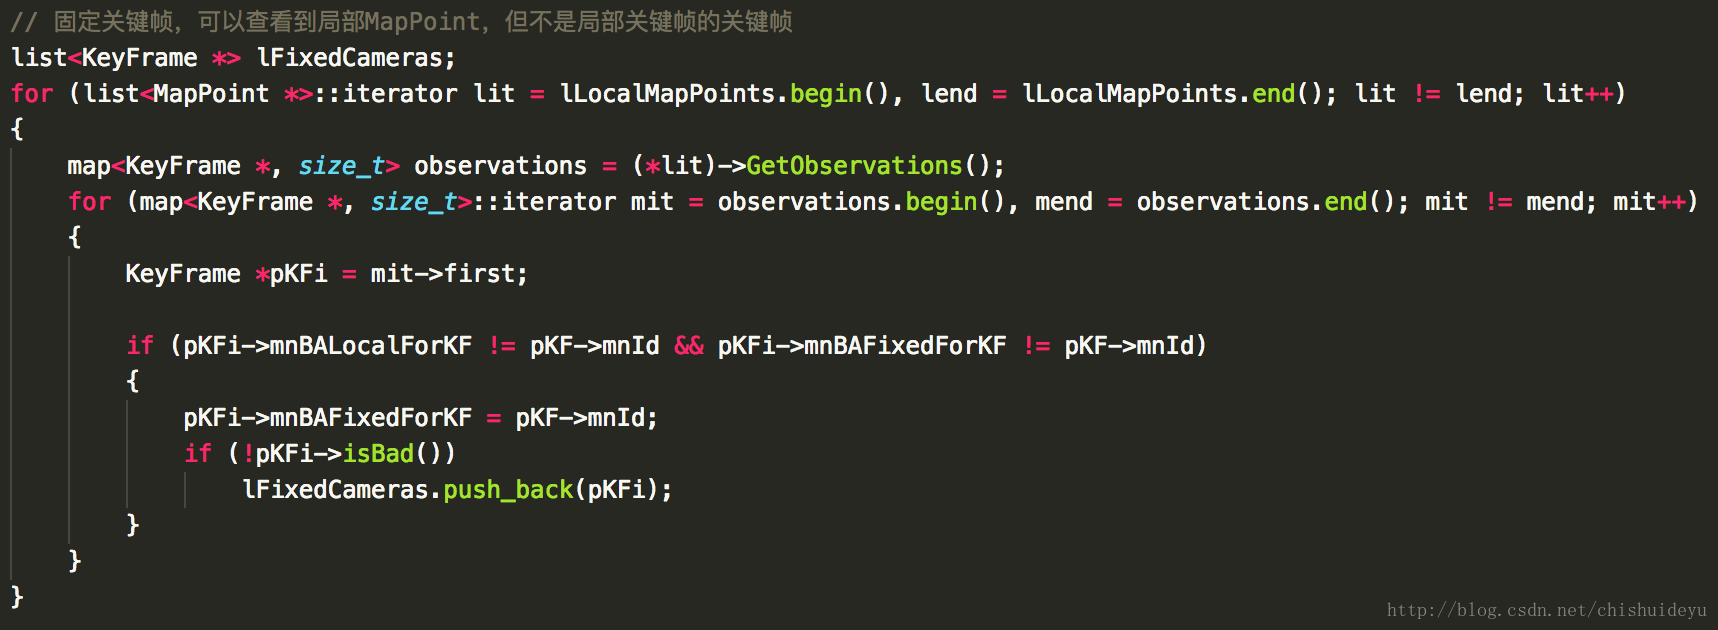 // 固定关键帧，可以查看到局部MapPoint，但不是局部关键帧的关键帧
list<KeyFrame *> lFixedCameras;
for (list<MapPoint *>::iterator lit = lLocalMapPoints.begin(), lend = lLocalMapPoints.end(); lit != lend; lit++)
{
    map<KeyFrame *, size_t> observations = (*lit)->GetObservations();
    for (map<KeyFrame *, size_t>::iterator mit = observations.begin(), mend = observations.end(); mit != mend; mit++)
    {
        KeyFrame *pKFi = mit->first;
        if (pKFi->mnBALocalForKF != pKF->mnId && pKFi->mnBAFixedForKF != pKF->mnId)
        {
            pKFi->mnBAFixedForKF = pKF->mnId;
            if (!pKFi->isBad())
                lFixedCameras.push_back(pKFi);
        }
    }
}
http://blog.csdn.net/chishuideyu